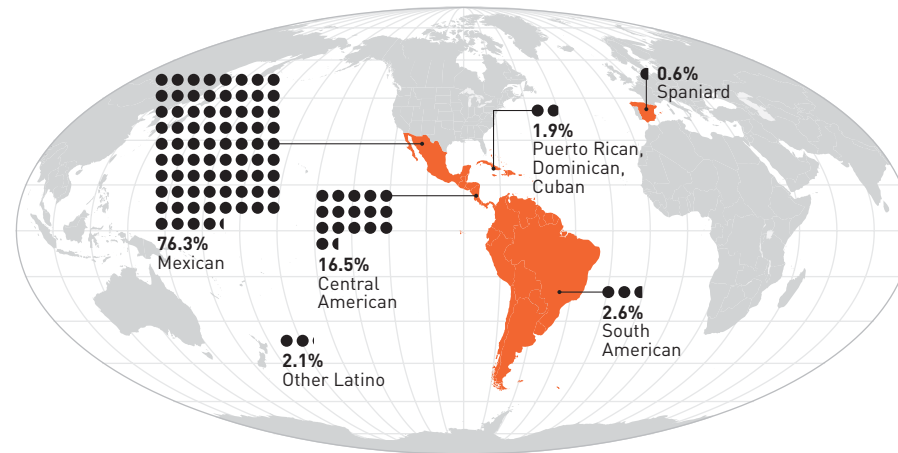 0.6%
Spaniard
1.9%
Puerto Rican,
Dominican,
Cuban
76.3%
Mexican
16.5%
Central
American
2.6%
South
American
2.1%
Other Latino